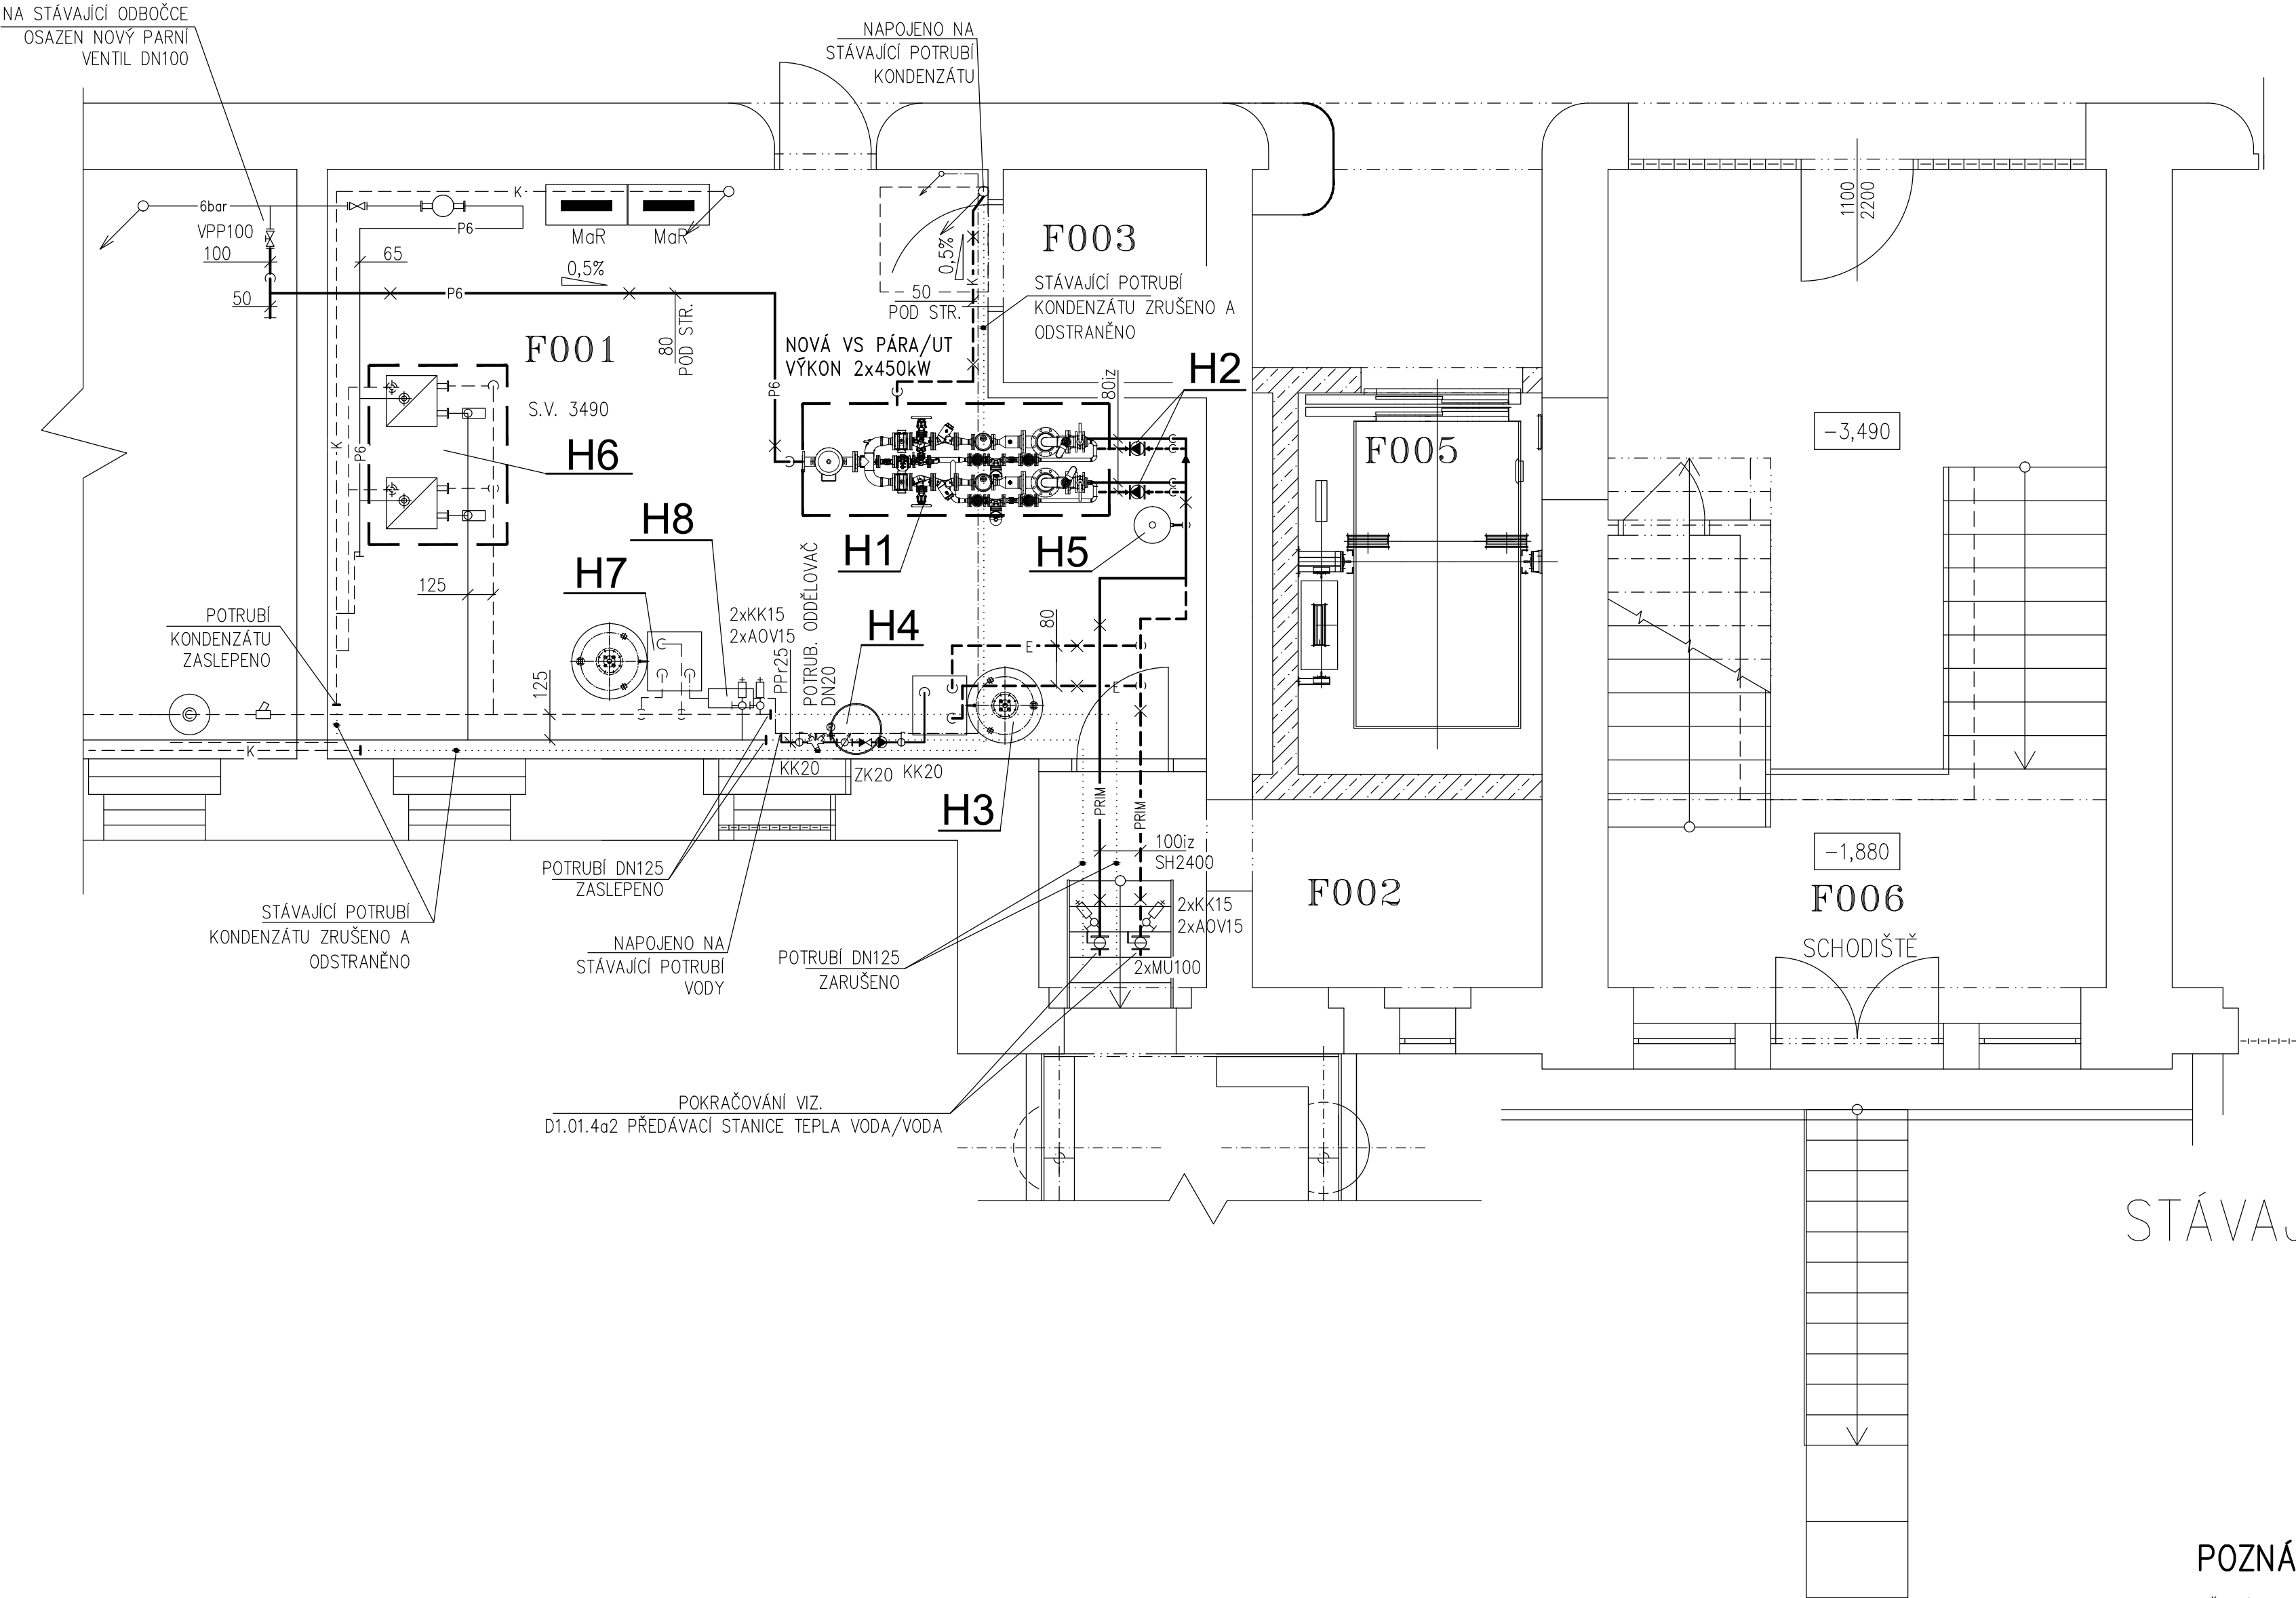 NA STÁVAJÍCÍ ODBOČCE
OSAZEN NOVÝ PARNÍ
VENTIL DN100
NAPOJENO NA
STÁVAJÍCÍ POTRUBÍ
KONDENZÁTU
6bar
VPP100
100
50
65
P6
K
MaR
MaR
0,5%
P6
80
POD STR.
F001
S.V. 3490
K
P6
H6
NOVÁ VS PÁRA/UT
VÝKON 2x450kW
P6
0,5%
K
50
POD STR.
F003
STÁVAJÍCÍ POTRUBÍ
KONDENZÁTU ZRUŠENO A
ODSTRANĚNO
80iz
H2
H1
H5
H8
H7
H4
H3
125
125
2xKK15
2xAOV15
PPr25
POTRUB. ODDĚLOVAČ
DN20
80
E
E
KK20
ZK20
KK20
K
POTRUBÍ
KONDENZÁTU
ZASLEPENO
STÁVAJÍCÍ POTRUBÍ
KONDENZÁTU ZRUŠENO A
ODSTRANĚNO
POTRUBÍ DN125
ZASLEPENO
NAPOJENO NA
STÁVAJÍCÍ POTRUBÍ
VODY
POTRUBÍ DN125
ZARUŠENO
PRIM
PRIM
100iz
SH2400
2xKK15
2xAOV15
2xMU100
POKRAČOVÁNÍ VIZ.
D1.01.4a2 PŘEDÁVACÍ STANICE TEPLA VODA/VODA
F005
F002
1100
2200
-3,490
-1,880
F006
SCHODIŠTĚ
STÁVAJ
POZNÁ